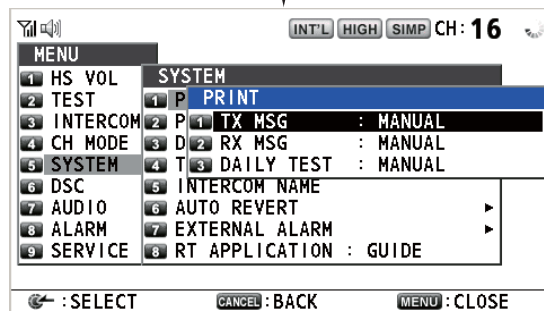 INT'L HIGH SIMP CH: 16
MENU
1 HS VOL
2 TEST
3 INTERCOM
4 CH MODE
5 SYSTEM
6 DSC
7 AUDIO
8 ALARM
9 SERVICE
SYSTEM
1 P
2 P
3 D
4 T
5 INTERCOM NAME
6 AUTO REVERT
7 EXTERNAL ALARM
8 RT APPLICATION : GUIDE
PRINT
1 TX MSG : MANUAL
2 RX MSG : MANUAL
3 DAILY TEST : MANUAL
: SELECT CANCEL : BACK MENU : CLOSE